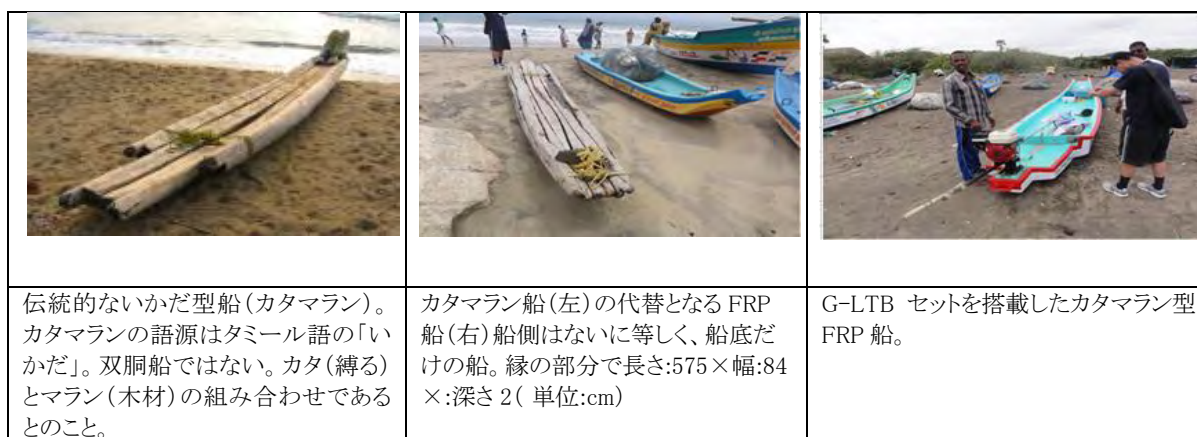 伝統的ないかだ型船(カタマラン)。
カタマランの語源はタミール語の「い
かだ」。双胴船ではない。カタ(縛る)
とマラン(木材)の組み合わせである
とのこと。
カタマラン船(左)の代替となる FRP
船(右)船側はないに等しく、船底だ
けの船。縁の部分で長さ:575×幅:84
×:深さ 2( 単位:cm)
G-LTB セットを搭載したカタマラン型
FRP 船。